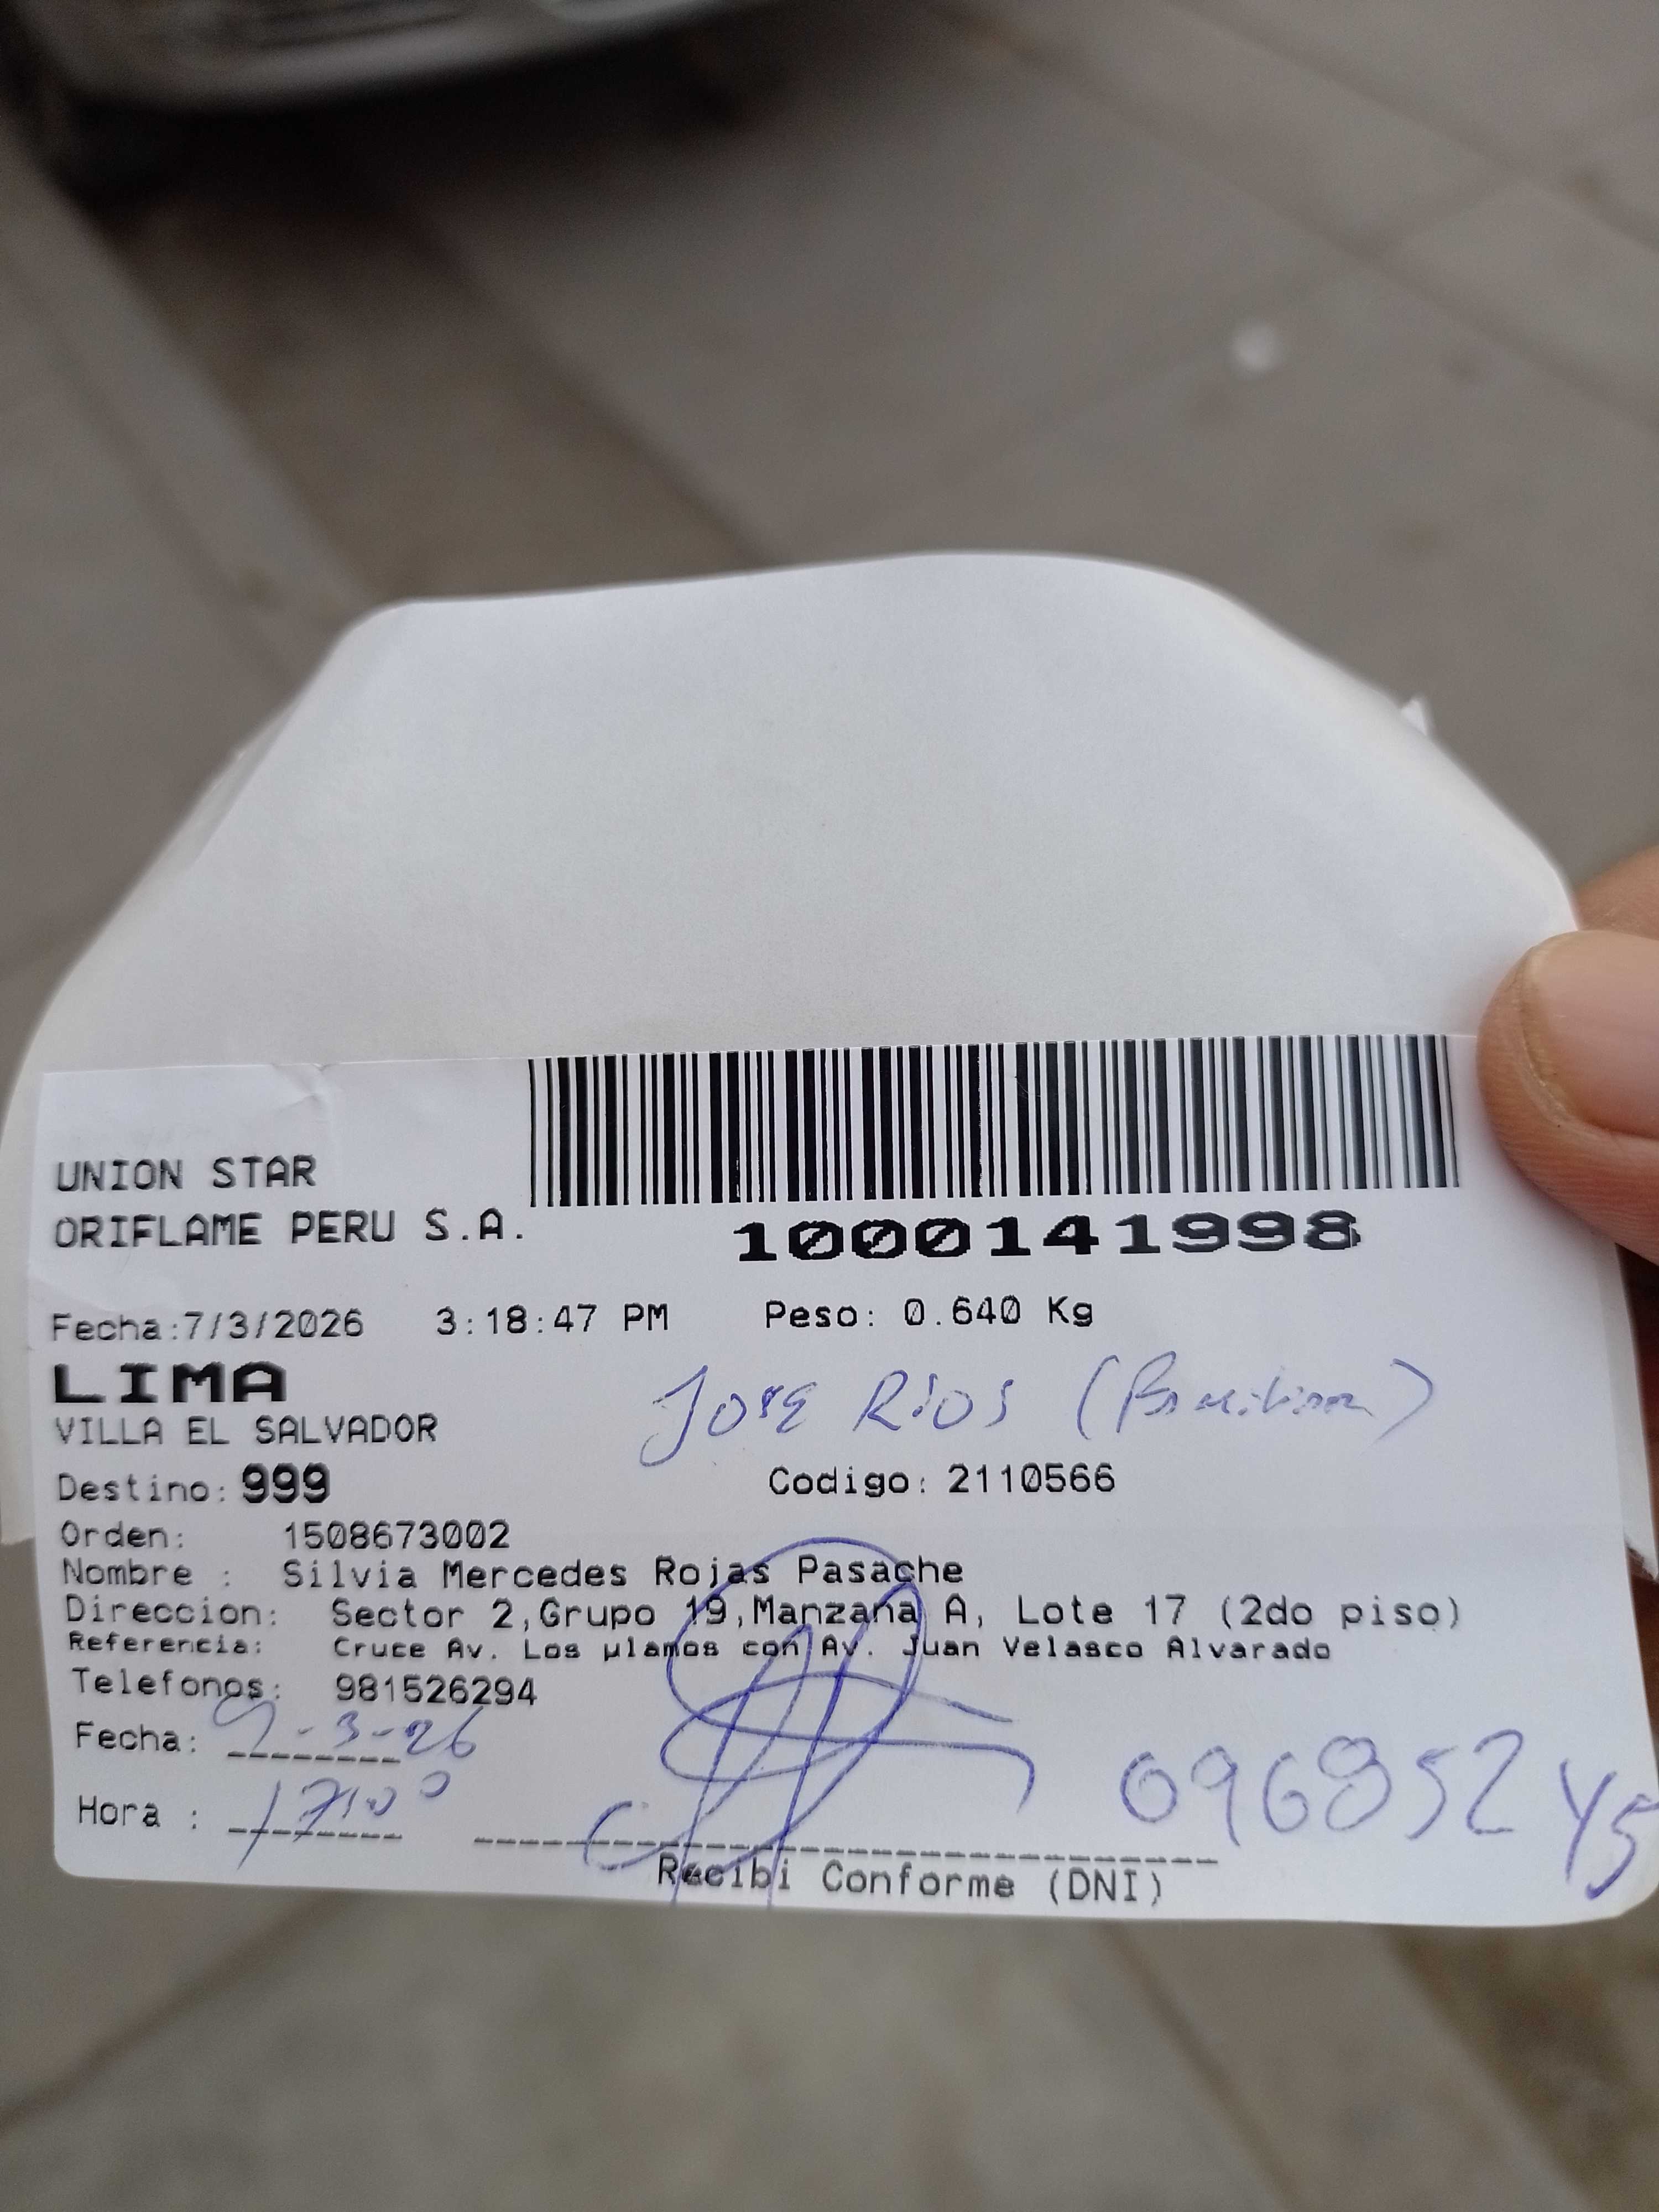 UNION STAR
ORIFLAME PERU S.A.
1000141998
Fecha:7/3/2026 3:18:47 PM Peso: 0.640 Kg
LIMA
JOSE RIOS
VILLA EL SALVADOR
Destino: 999 Codigo: 2110566
Orden: 1508673002
Nombre : Silvia Mercedes Rojas Pasache
Direccion: Sector 2,Grupo 19,Manzana A, Lote 17 (2do piso)
Referencia: Cruce Av. Los µlamos con Av. Juan Velasco Alvarado
Telefonos: 981526294
Fecha: 9-3-26
Hora :
09685245
Recibi Conforme (DNI)